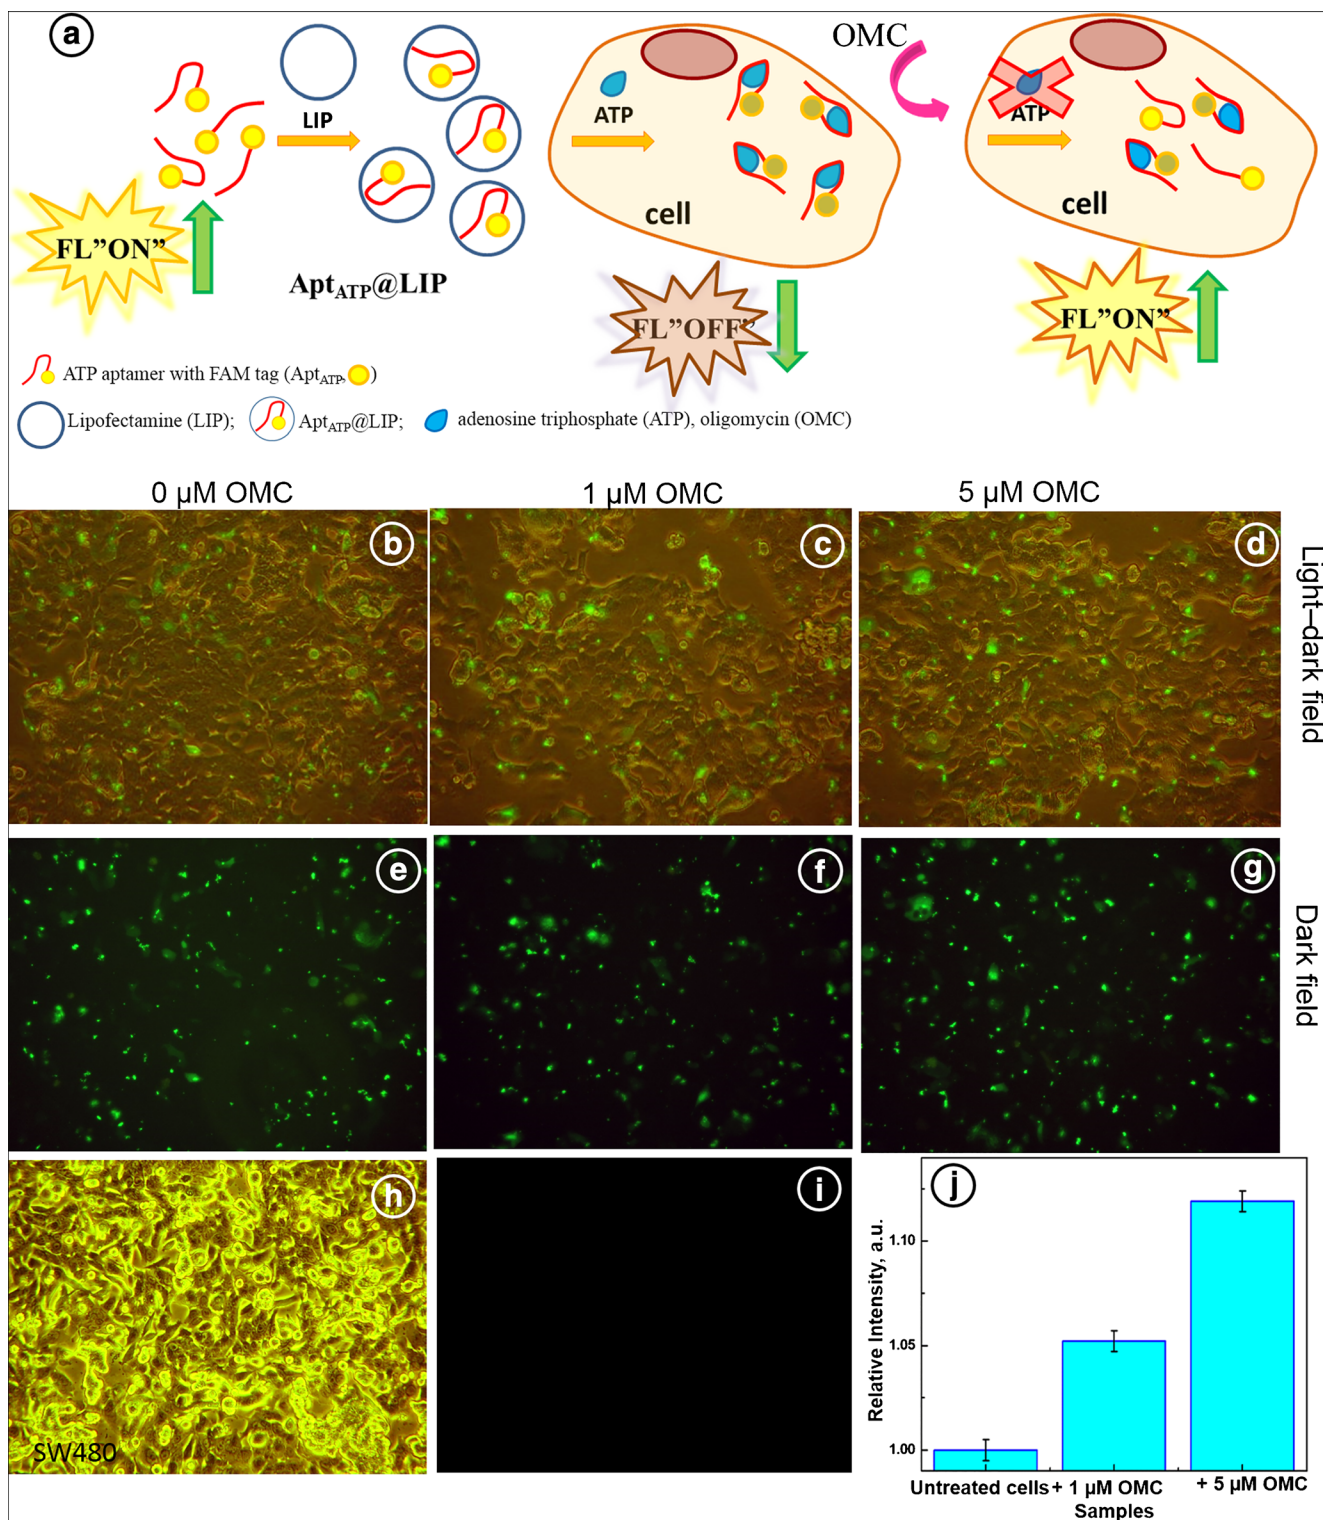 a
OMC
LIP
ATP
ATP
cell
cell
FL”ON”
Apt_ATP@LIP
FL”OFF”
FL”ON”
ATP aptamer with FAM tag (Apt_ATP, )
Lipofectamine (LIP);
Apt_ATP@LIP;
adenosine triphosphate (ATP), oligomycin (OMC)
0 µM OMC
1 µM OMC
5 µM OMC
b
c
d
Light–dark field
e
f
g
Dark field
h
SW480
i
j
Relative Intensity, a.u.
1.10
1.05
1.00
Untreated cells
+ 1 µM OMC
+ 5 µM OMC
Samples